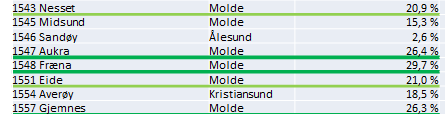 1543 Nesset Molde 20,9 %
1545 Midsund Molde 15,3 %
1546 Sandøy Ålesund 2,6 %
1547 Aukra Molde 26,4 %
1548 Fræna Molde 29,7 %
1551 Eide Molde 21,0 %
1554 Averøy Kristiansund 18,5 %
1557 Gjemnes Molde 26,3 %